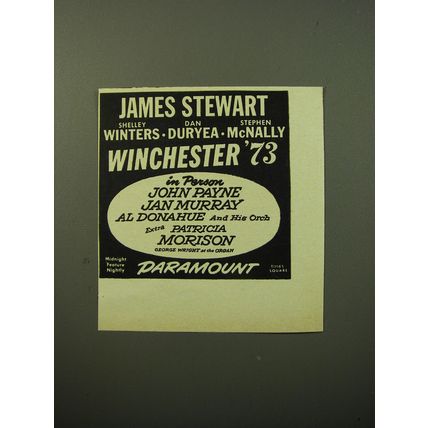 JAMES STEWART
SHELLEY DAN STEPHEN
WINTERS · DURYEA · McNALLY
WINCHESTER '73
in Person
JOHN PAYNE
JAN MURRAY
AL DONAHUE And His Orch
Extra PATRICIA
MORISON
GEORGE WRIGHT at the ORGAN
Midnight
Feature
Nightly
PARAMOUNT
TIMES
SQUARE